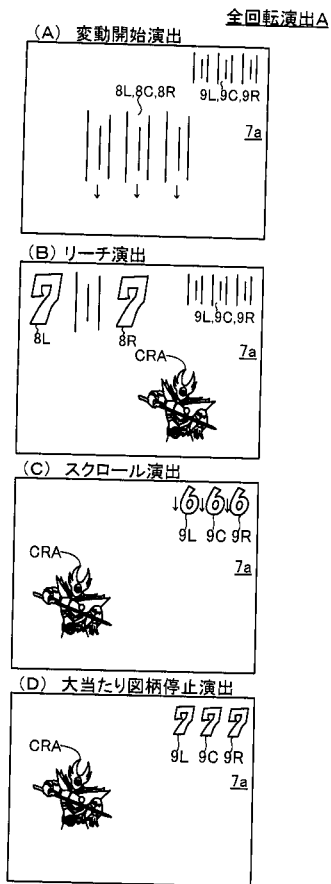 全回転演出A
(A) 変動開始演出
8L,8C,8R
9L,9C,9R
7a
(B) リーチ演出
7 7
8L
8R
9L,9C,9R
7a
CRA
(C) スクロール演出
↓6↓6↓6
9L 9C 9R
CRA
7a
(D) 大当たり図柄停止演出
7 7 7
9L 9C 9R
CRA
7a